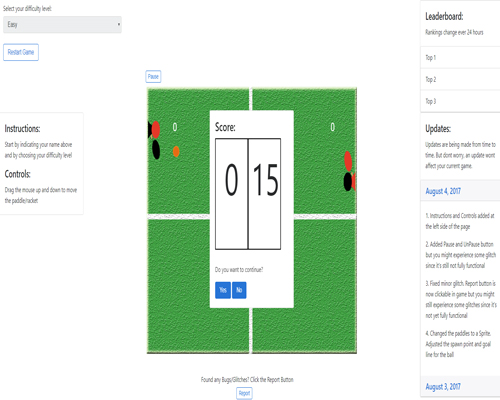 Select your difficulty level:
Easy
Restart Game
Pause
Instructions:
Start by indicating your name above
and by choosing your difficulty level
Controls:
Drag the mouse up and down to move
the paddle/racket
0
0
Score:
0 15
Do you want to continue?
Yes No
Found any Bugs/Glitches? Click the Report Button
Report
Leaderboard:
Rankings change ever 24 hours
Top 1
Top 2
Top 3
Updates:
Updates are being made from time to
time. But dont worry, an update wont
affect your current game.
August 4, 2017
1. Instructions and Controls added at
the left side of the page
2. Added Pause and UnPause button
but you might experience some glitch
since it's still not fully functional
3. Fixed minor glitch. Report button is
now clickable in game but you might
still experience some glitches since it's
not yet fully functional
4. Changed the paddles to a Sprite.
Adjusted the spawn point and goal
line for the ball
August 3, 2017